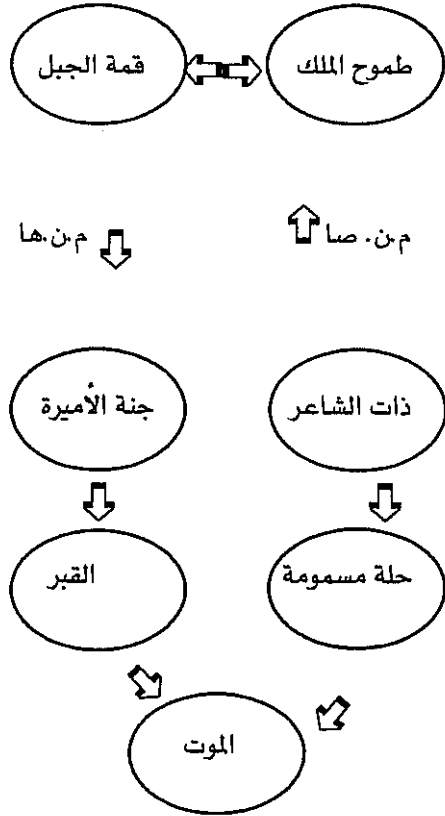 طموح الملك
قمة الجبل
م.ن. صا
م.ن.ها
ذات الشاعر
جنة الأميرة
حلة مسمومة
القبر
الموت